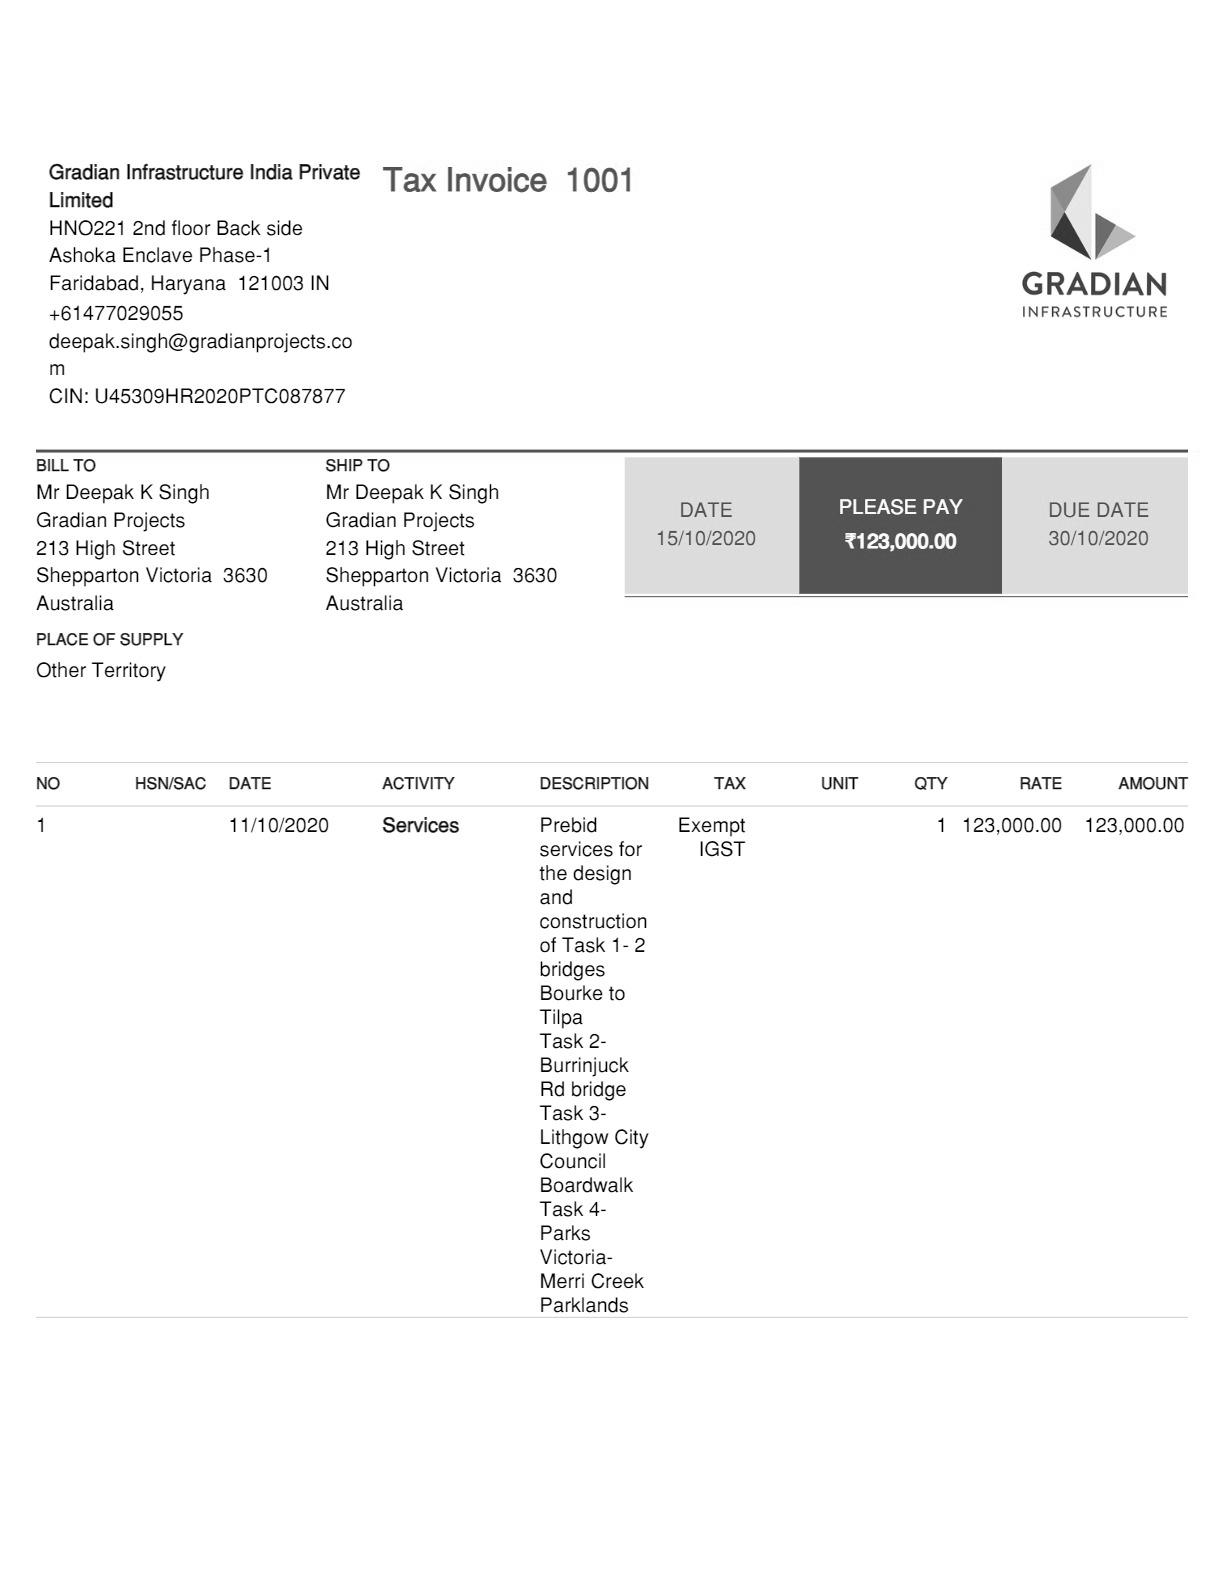 Gradian Infrastructure India Private
Limited
HNO221 2nd floor Back side
Ashoka Enclave Phase-1
Faridabad, Haryana  121003 IN
+61477029055
deepak.singh@gradianprojects.co
m
CIN: U45309HR2020PTC087877
Tax Invoice  1001
GRADIAN
INFRASTRUCTURE
BILL TO
Mr Deepak K Singh
Gradian Projects
213 High Street
Shepparton Victoria  3630
Australia
SHIP TO
Mr Deepak K Singh
Gradian Projects
213 High Street
Shepparton Victoria  3630
Australia
DATE
15/10/2020
PLEASE PAY
₹123,000.00
DUE DATE
30/10/2020
PLACE OF SUPPLY
Other Territory
NO HSN/SAC DATE ACTIVITY DESCRIPTION TAX UNIT QTY RATE AMOUNT
1 11/10/2020 Services Prebid Exempt 1 123,000.00 123,000.00
services for IGST
the design
and
construction
of Task 1- 2
bridges
Bourke to
Tilpa
Task 2-
Burrinjuck
Rd bridge
Task 3-
Lithgow City
Council
Boardwalk
Task 4-
Parks
Victoria-
Merri Creek
Parklands